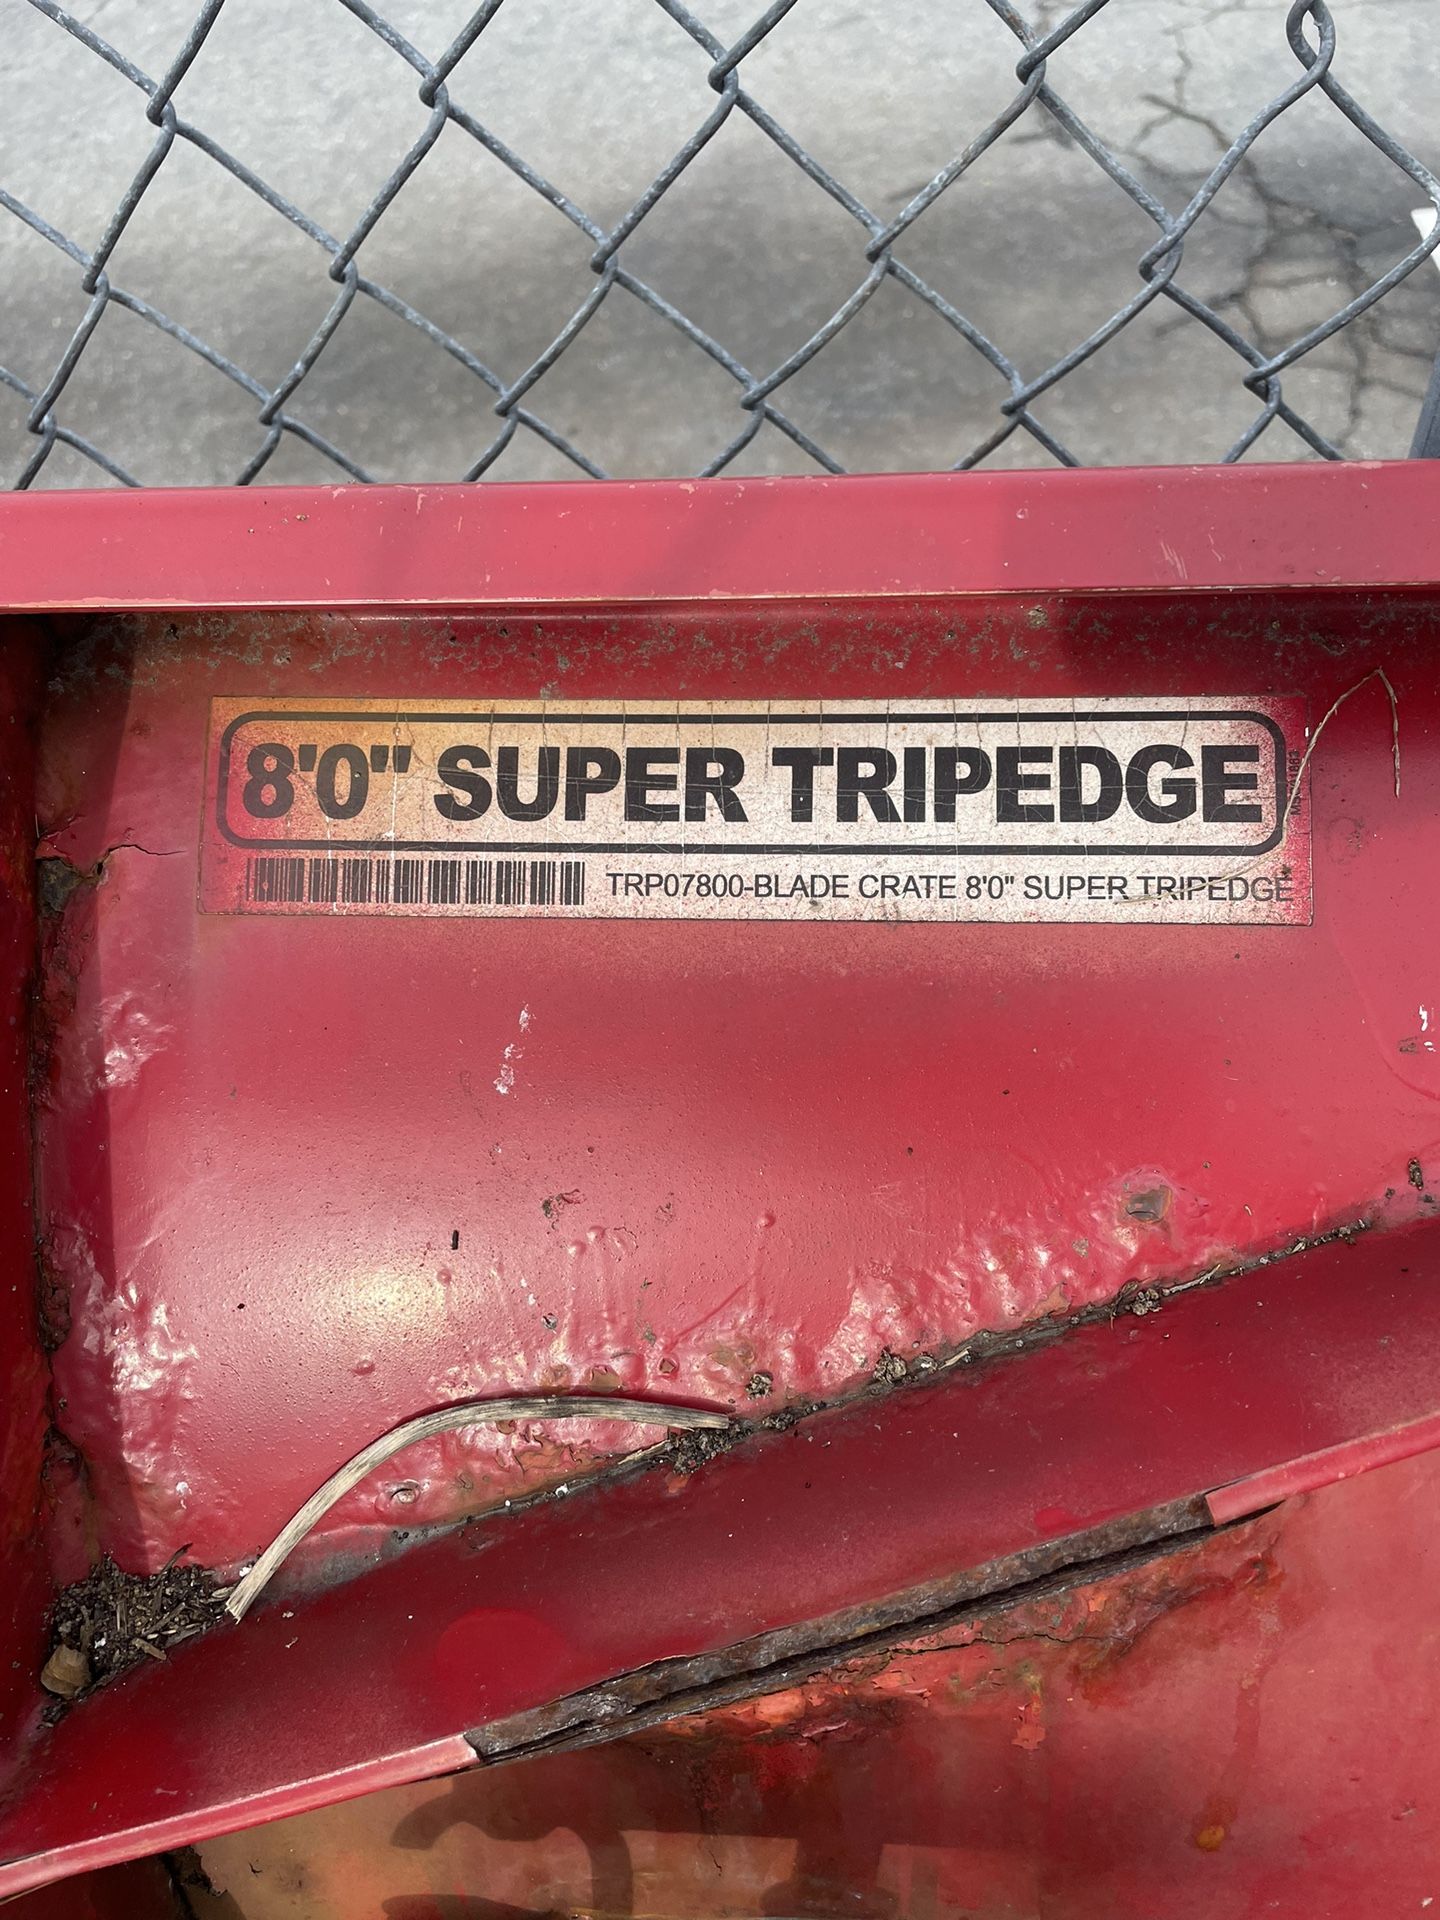 8'0" SUPER TRIPEDGE
TRP07800-BLADE CRATE 8'0" SUPER TRIPEDGE